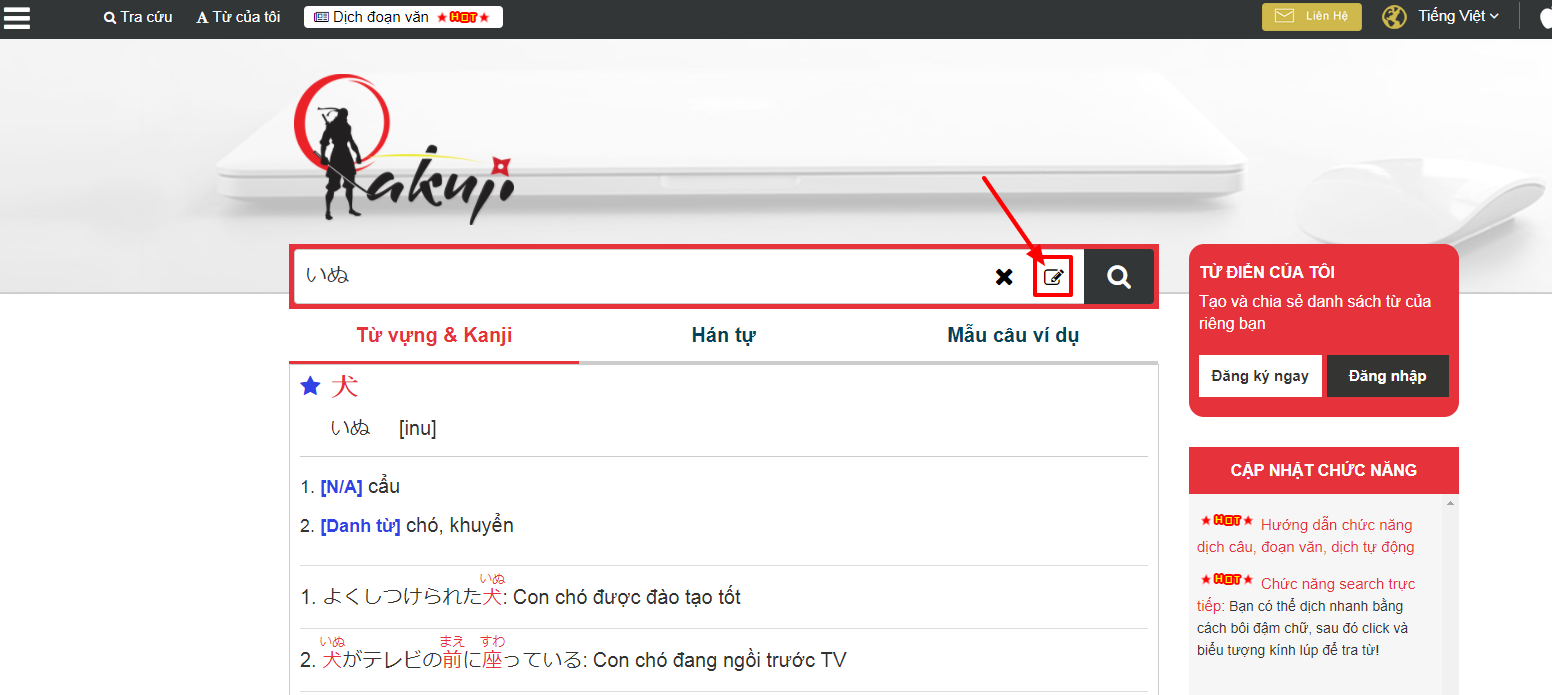 Tra cứu
Từ của tôi
Dịch đoạn văn HOT
Liên Hệ
Tiếng Việt
akuji
いぬ
Từ vựng & Kanji
Hán tự
Mẫu câu ví dụ
犬
いぬ [inu]
1. [N/A] cẩu
2. [Danh từ] chó, khuyển
いぬ
1. よくしつけられた犬: Con chó được đào tạo tốt
いぬ まえ すわ
2. 犬がテレビの前に座っている: Con chó đang ngồi trước TV
TỪ ĐIỂN CỦA TÔI
Tạo và chia sẻ danh sách từ của
riêng bạn
Đăng ký ngay
Đăng nhập
CẬP NHẬT CHỨC NĂNG
HOT Hướng dẫn chức năng
dịch câu, đoạn văn, dịch tự động
HOT Chức năng search trực
tiếp: Bạn có thể dịch nhanh bằng
cách bôi đậm chữ, sau đó click và
biểu tượng kính lúp để tra từ!